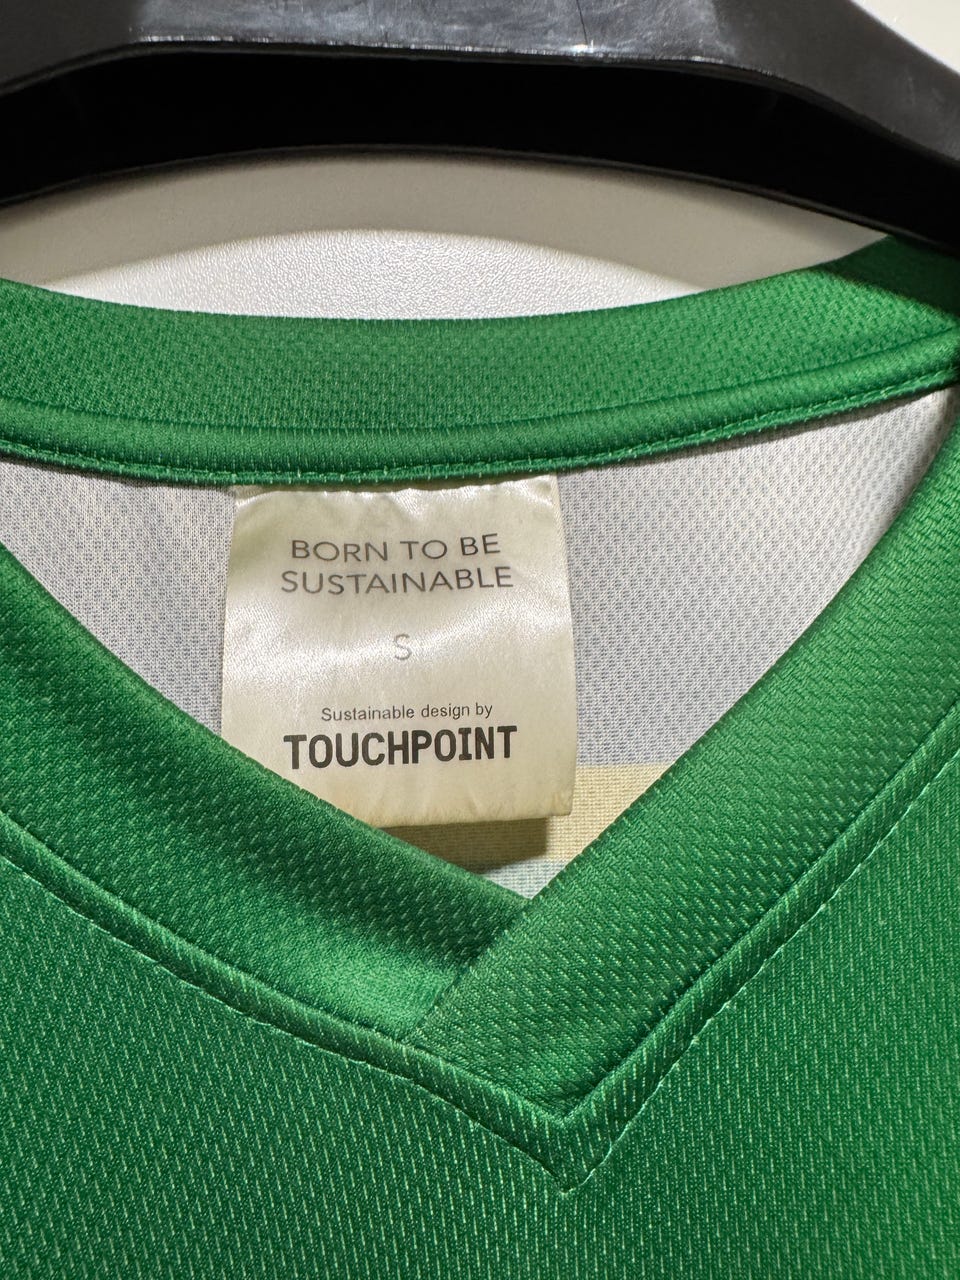 BORN TO BE
SUSTAINABLE
S
Sustainable design by
TOUCHPOINT